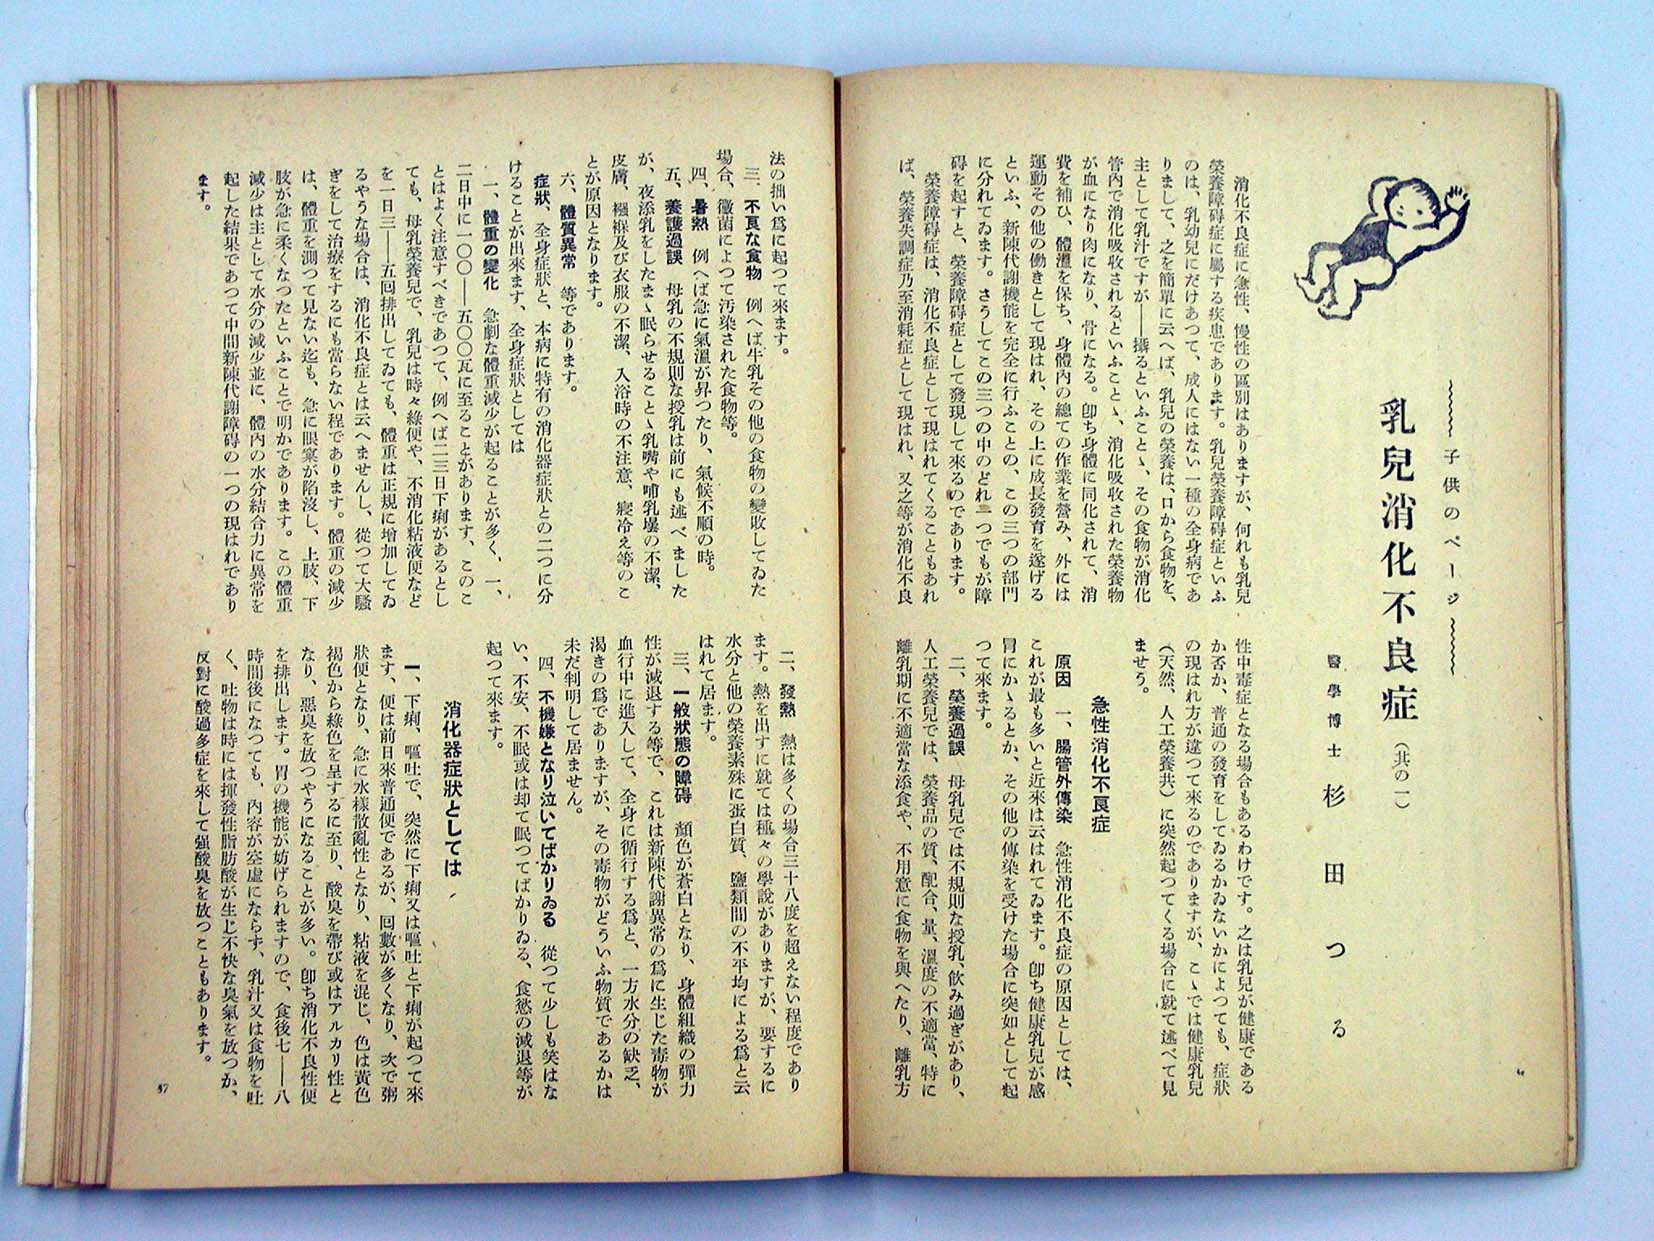 子供のページ
乳兒消化不良症（共の一）
醫學博士 杉田つる
消化不良症に急性、慢性の區別はありますが、何れも乳兒
榮養障碍症に屬する疾患であります。乳兒榮養障碍症といふ
のは、乳幼兒にだけあつて、成人にはない一種の全身病であ
りまして、之を簡單に云へば、乳兒の榮養は、口から食物を、
主として乳汁ですが――攝るといふことゝ、その食物が消化
管內で消化吸收されるといふことゝ、消化吸收された榮養物
が血になり肉になり、骨になる。卽ち身體に同化されて、消
費を補ひ、體溫を保ち、身體內の總ての作業を營み、外には
運動その他の働きとして現はれ、その上に成長發育を遂げる
といふ、新陳代謝機能を完全に行ふことの、この三つの部門
に分れてゐます。さうしてこの三つの中のどれ一つでもが障
碍を起すと、榮養障碍症として發現して來るのであります。
榮養障碍症は、消化不良症として現はれてくることもあれ
ば、榮養失調症乃至消耗症として現はれ、又之等が消化不良
性中毒症となる場合もあるわけです。之は乳兒が健康である
か否か、普通の發育をしてゐるかゐないかによつても、症狀
の現はれ方が違つて來るのでありますが、こゝでは健康乳兒
（天然、人工榮養共）に突然起つてくる場合に就て述べて見
ませう。
急性消化不良症
原因　一、腸管外傳染　急性消化不良症の原因としては、
これが最も多いと近來は云はれてゐます。卽ち健康乳兒が感
冒にかゝるとか、その他の傳染を受けた場合に突如として起
つて來ます。
二、榮養過誤　母乳兒では不規則な授乳、飮み過ぎがあり、
人工榮養兒では、榮養品の質、配合、量、溫度の不適當、特に
離乳期に不適當な添食や、不用意に食物を與へたり、離乳方
法の拙い爲に起つて來ます。
三、不良な食物　例へば牛乳その他の食物の變敗してゐた
場合、黴菌によつて汚染された食物等。
四、暑熱　例へば急に氣溫が昇つたり、氣候不順の時。
五、養護過誤　母乳の不規則な授乳は前にも述べました
が、夜添乳をしたまゝ眠らせることゝ乳嘴や哺乳壜の不潔、
皮膚、襁褓及び衣服の不潔、入浴時の不注意、寢冷え等のこ
とが原因となります。
六、體質異常　等であります。
症狀、全身症狀と、本病に特有の消化器症狀との二つに分
けることが出來ます、全身症狀としては
一、體重の變化　急劇な體重減少が起ることが多く、一、
二日中に一〇〇――五〇〇瓦に至ることがあります、このこ
とはよく注意すべきであつて、例へば二三日下痢があるとし
ても、母乳榮養兒で、乳兒は時々綠便や、不消化粘液便など
を一日三――五回排出してゐても、體重は正規に增加してゐ
るやうな場合は、消化不良症とは云へませんし、從つて大騷
ぎをして治療をするにも當らない程であります。體重の減少
は、體重を測つて見ない迄も、急に眼窠が陷沒し、上肢、下
肢が急に柔くなつたといふことで明かであります。この體重
減少は主として水分の減少並に、體內の水分結合力に異常を
起した結果であつて中間新陳代謝障碍の一つの現はれであり
ます。
二、發熱　熱は多くの場合三十八度を超えない程度であり
ます。熱を出すに就ては種々の學說がありますが、要するに
水分と他の榮養素殊に蛋白質、鹽類間の不平均による爲と云
はれて居ます。
三、一般狀態の障碍　顏色が蒼白となり、身體組織の彈力
性が減退する等で、これは新陳代謝異常の爲に生じた毒物が
血行中に進入して、全身に循行する爲と、一方水分の缺乏、
渴きの爲でありますが、その毒物がどういふ物質であるかは
未だ判明して居ません。
四、不機嫌となり泣いてばかりゐる　從つて少しも笑はな
い、不安、不眠或は却て眠つてばかりゐる、食慾の減退等が
起つて來ます。
消化器症狀としては
一、下痢、嘔吐で、突然に下痢又は嘔吐と下痢が起つて來
ます、便は前日來普通便であるが、回數が多くなり、次で粥
狀便となり、急に水樣散亂性となり、粘液を混じ、色は黃色
褐色から綠色を呈するに至り、酸臭を帶び或はアルカリ性と
なり、惡臭を放つやうになることが多い。卽ち消化不良性便
を排出します。胃の機能が妨げられますので、食後七――八
時間後になつても、內容が空虛にならず、乳汁又は食物を吐
く、吐物は時には揮發性脂肪酸が生じ不快な臭氣を放つか、
反對に酸過多症を來して强酸臭を放つこともあります。
47